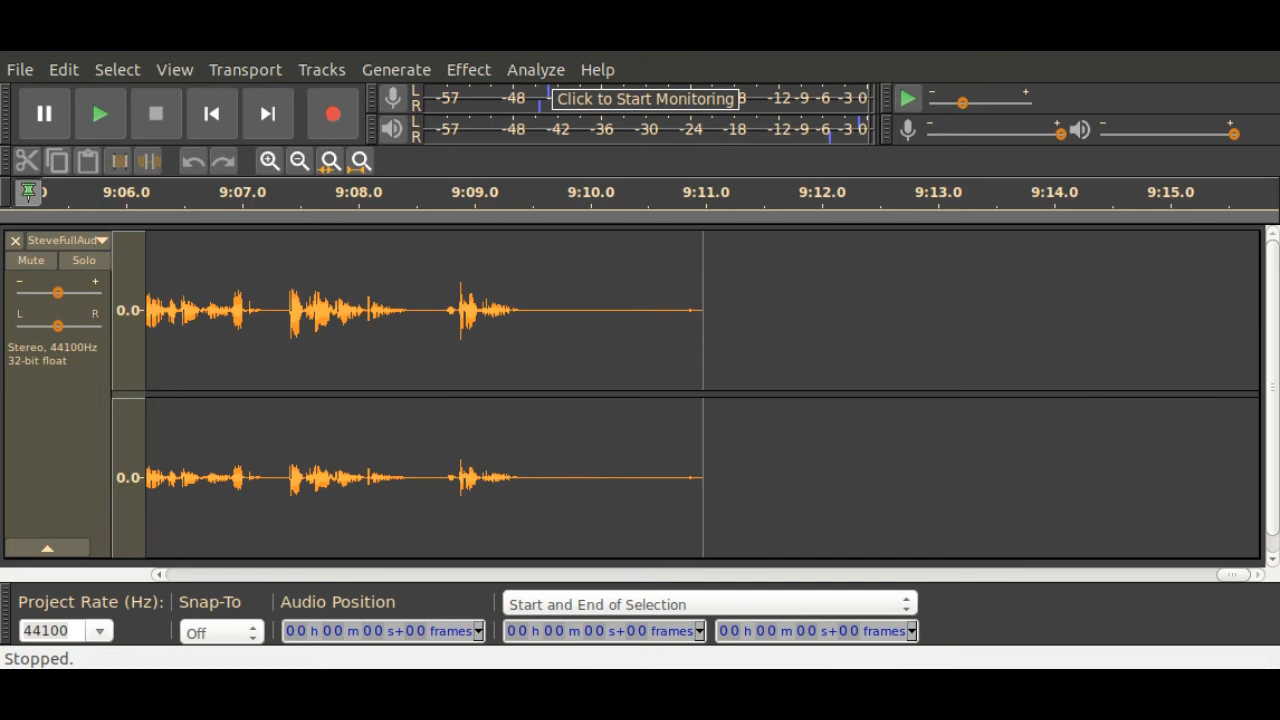 File Edit Select View Transport Tracks Generate Effect Analyze Help
L -57 -48 Click to Start Monitoring 8 -12 -9 -6 -3 0 - +
R
L -57 -48 -42 -36 -30 -24 -18 -12 -9 -6 -3 0 - + - +
R
9:06.0 9:07.0 9:08.0 9:09.0 9:10.0 9:11.0 9:12.0 9:13.0 9:14.0 9:15.0
SteveFullAud
Mute Solo
- +
0.0
L R
Stereo, 44100Hz
32-bit float
0.0
Project Rate (Hz): Snap-To Audio Position Start and End of Selection
44100 Off 00 h 00 m 00 s+00 frames 00 h 00 m 00 s+00 frames 00 h 00 m 00 s+00 frames
Stopped.